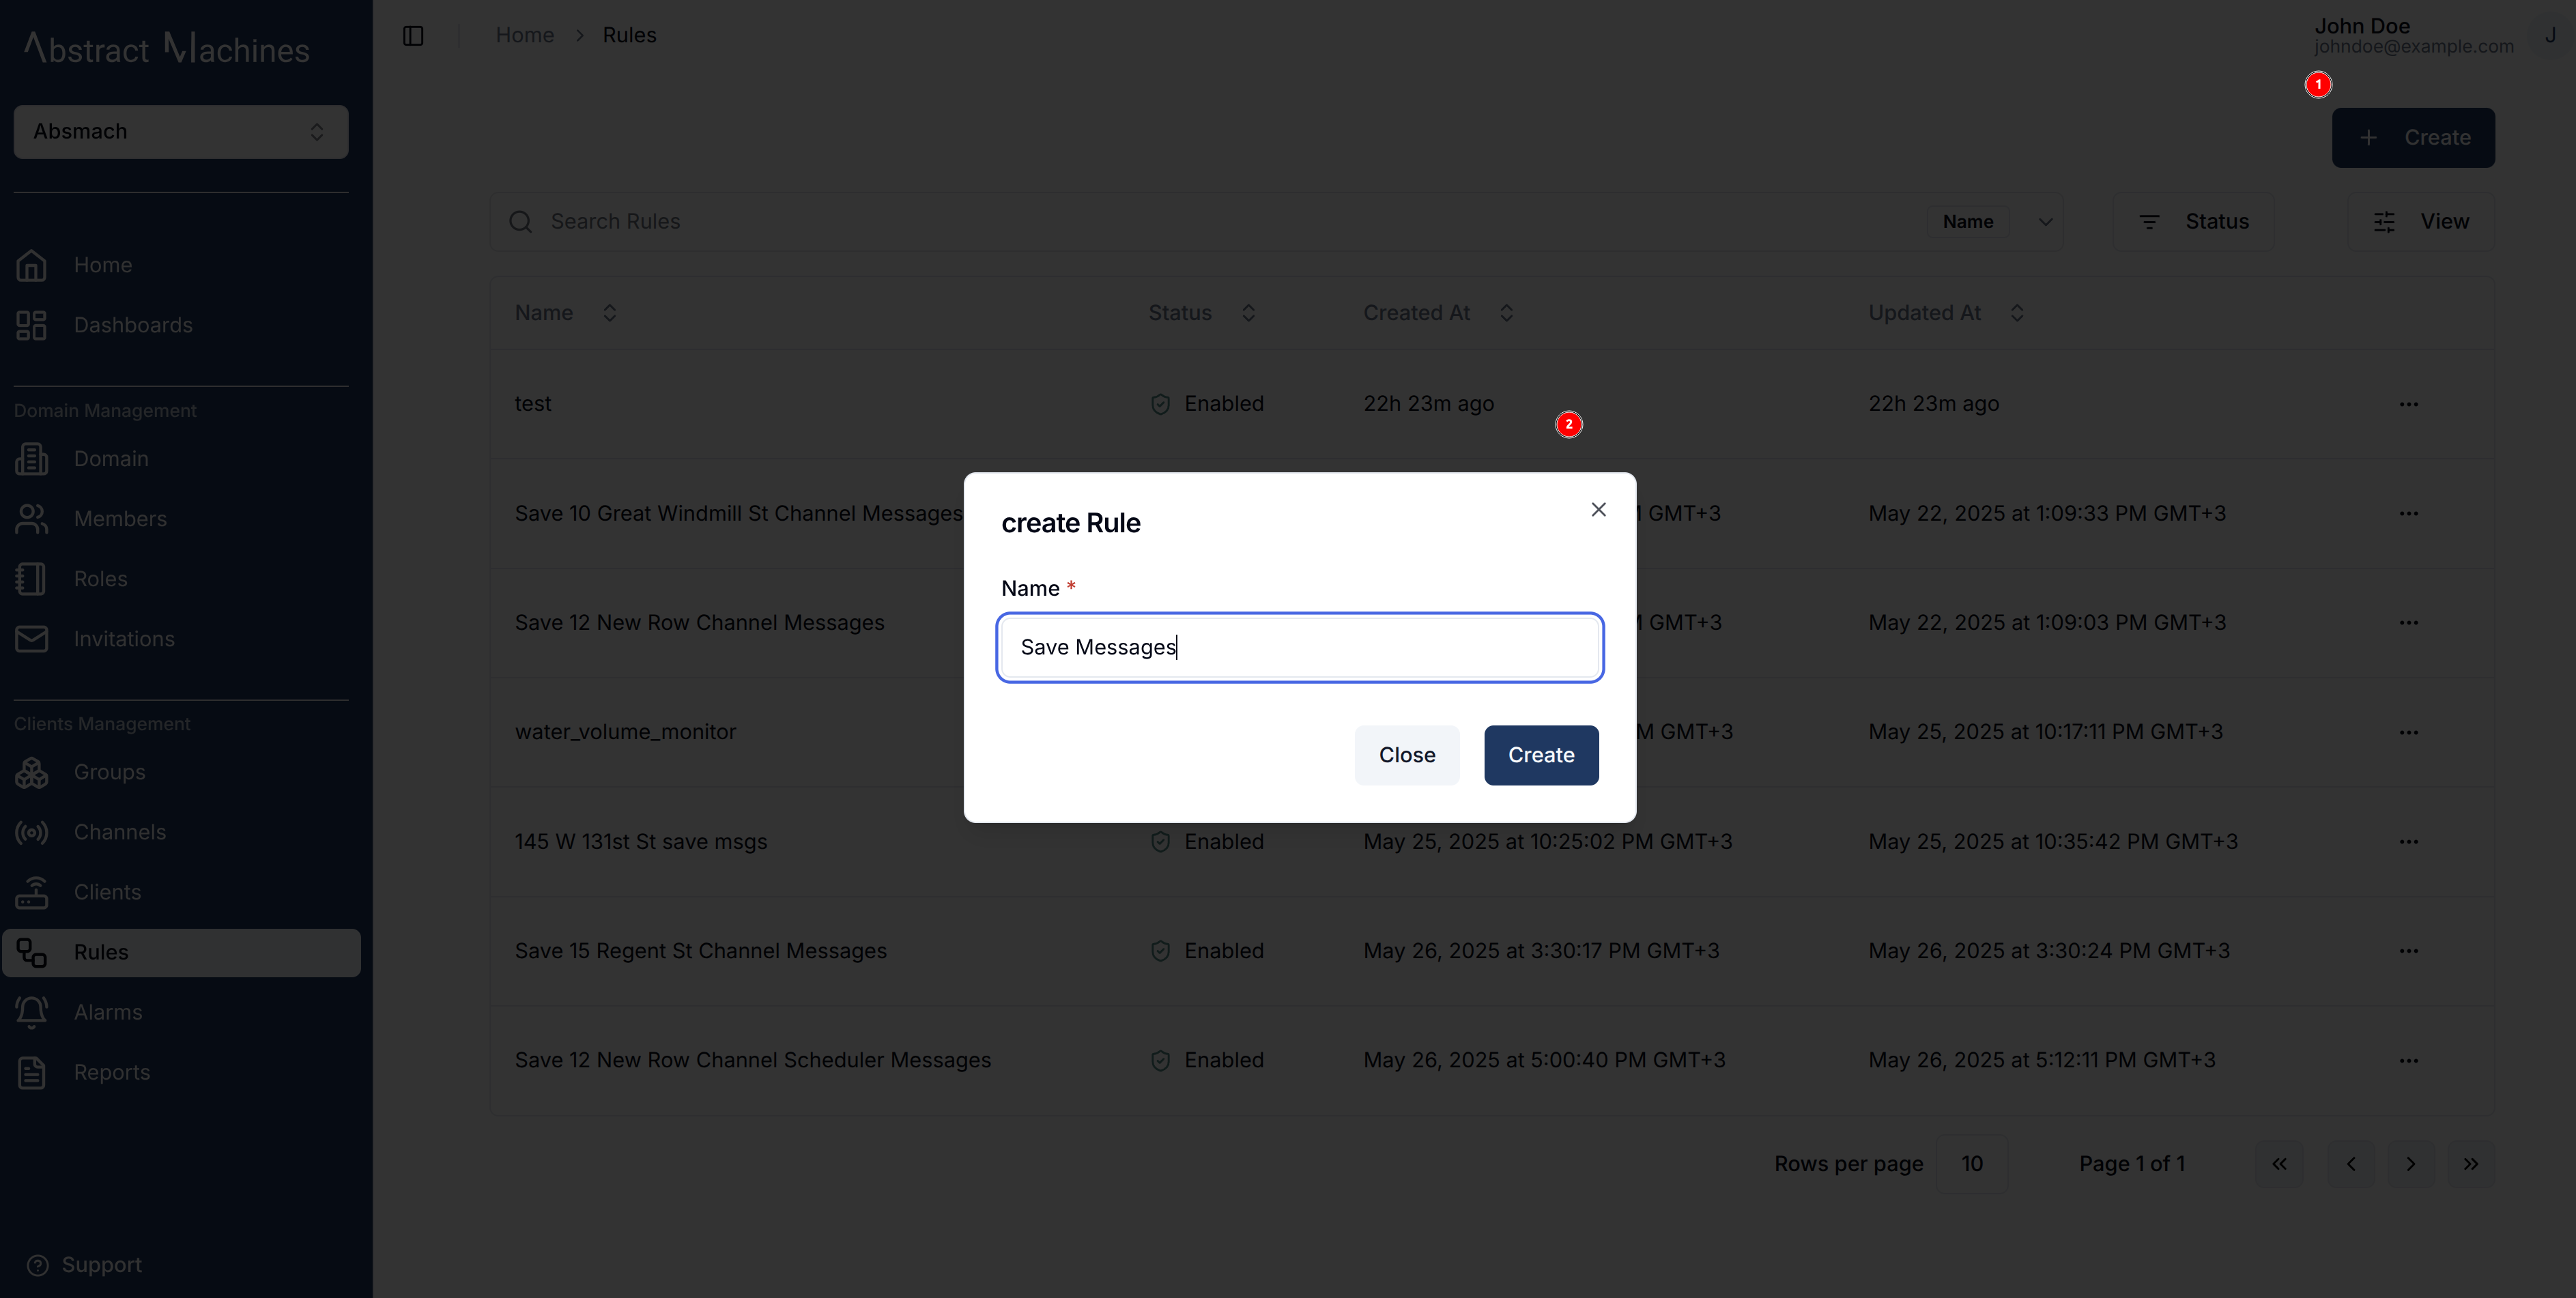 Abstract Machines
Absmach
Home
Dashboards
Domain Management
Domain
Members
Roles
Invitations
Clients Management
Groups
Channels
Clients
Rules
Alarms
Reports
Support
Home > Rules
John Doe
johndoe@example.com
J
1
+ Create
Search Rules Name Status View
Name Status Created At Updated At
test Enabled 22h 23m ago 22h 23m ago
2
Save 10 Great Windmill St Channel Messages GMT+3 May 22, 2025 at 1:09:33 PM GMT+3
Save 12 New Row Channel Messages GMT+3 May 22, 2025 at 1:09:03 PM GMT+3
water_volume_monitor M GMT+3 May 25, 2025 at 10:17:11 PM GMT+3
145 W 131st St save msgs Enabled May 25, 2025 at 10:25:02 PM GMT+3 May 25, 2025 at 10:35:42 PM GMT+3
Save 15 Regent St Channel Messages Enabled May 26, 2025 at 3:30:17 PM GMT+3 May 26, 2025 at 3:30:24 PM GMT+3
Save 12 New Row Channel Scheduler Messages Enabled May 26, 2025 at 5:00:40 PM GMT+3 May 26, 2025 at 5:12:11 PM GMT+3
create Rule
Name *
Save Messages
Close Create
Rows per page 10 Page 1 of 1